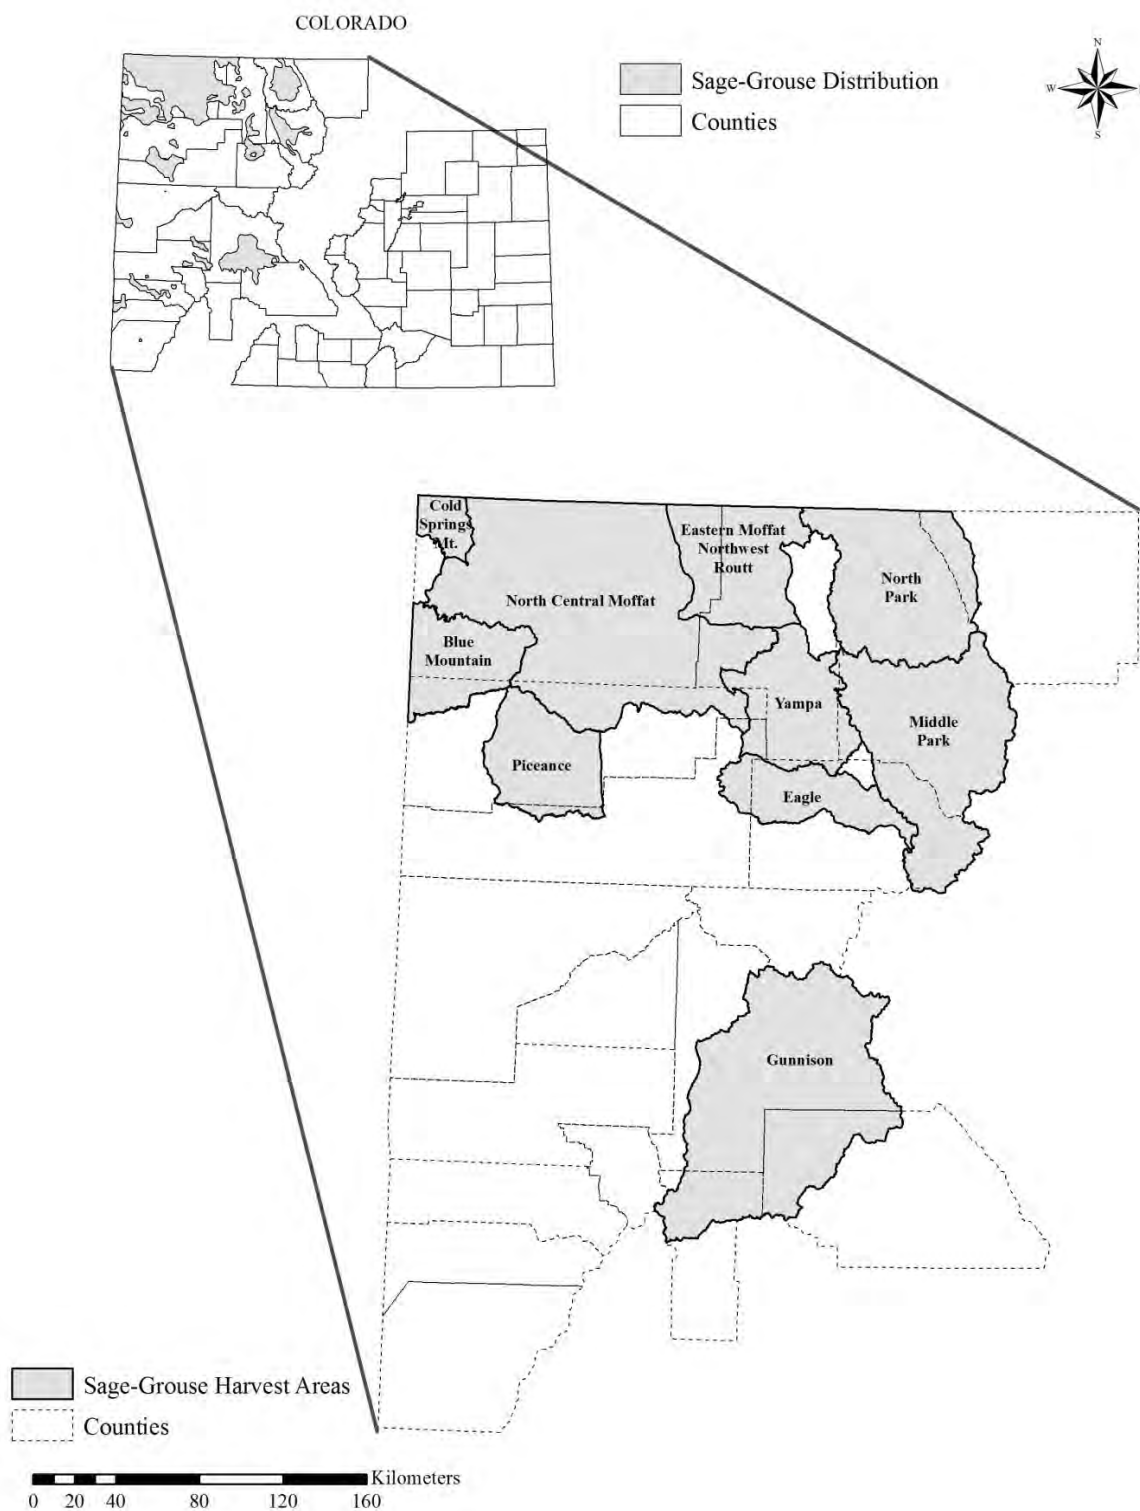 COLORADO
Sage-Grouse Distribution
Counties
N
W
S
Cold
Springs
Mt.
Eastern Moffat
Northwest
Routt
North
Park
North Central Moffat
Blue
Mountain
Yampa
Middle
Park
Piceance
Eagle
Gunnison
Sage-Grouse Harvest Areas
Counties
Kilometers
0 20 40 80 120 160